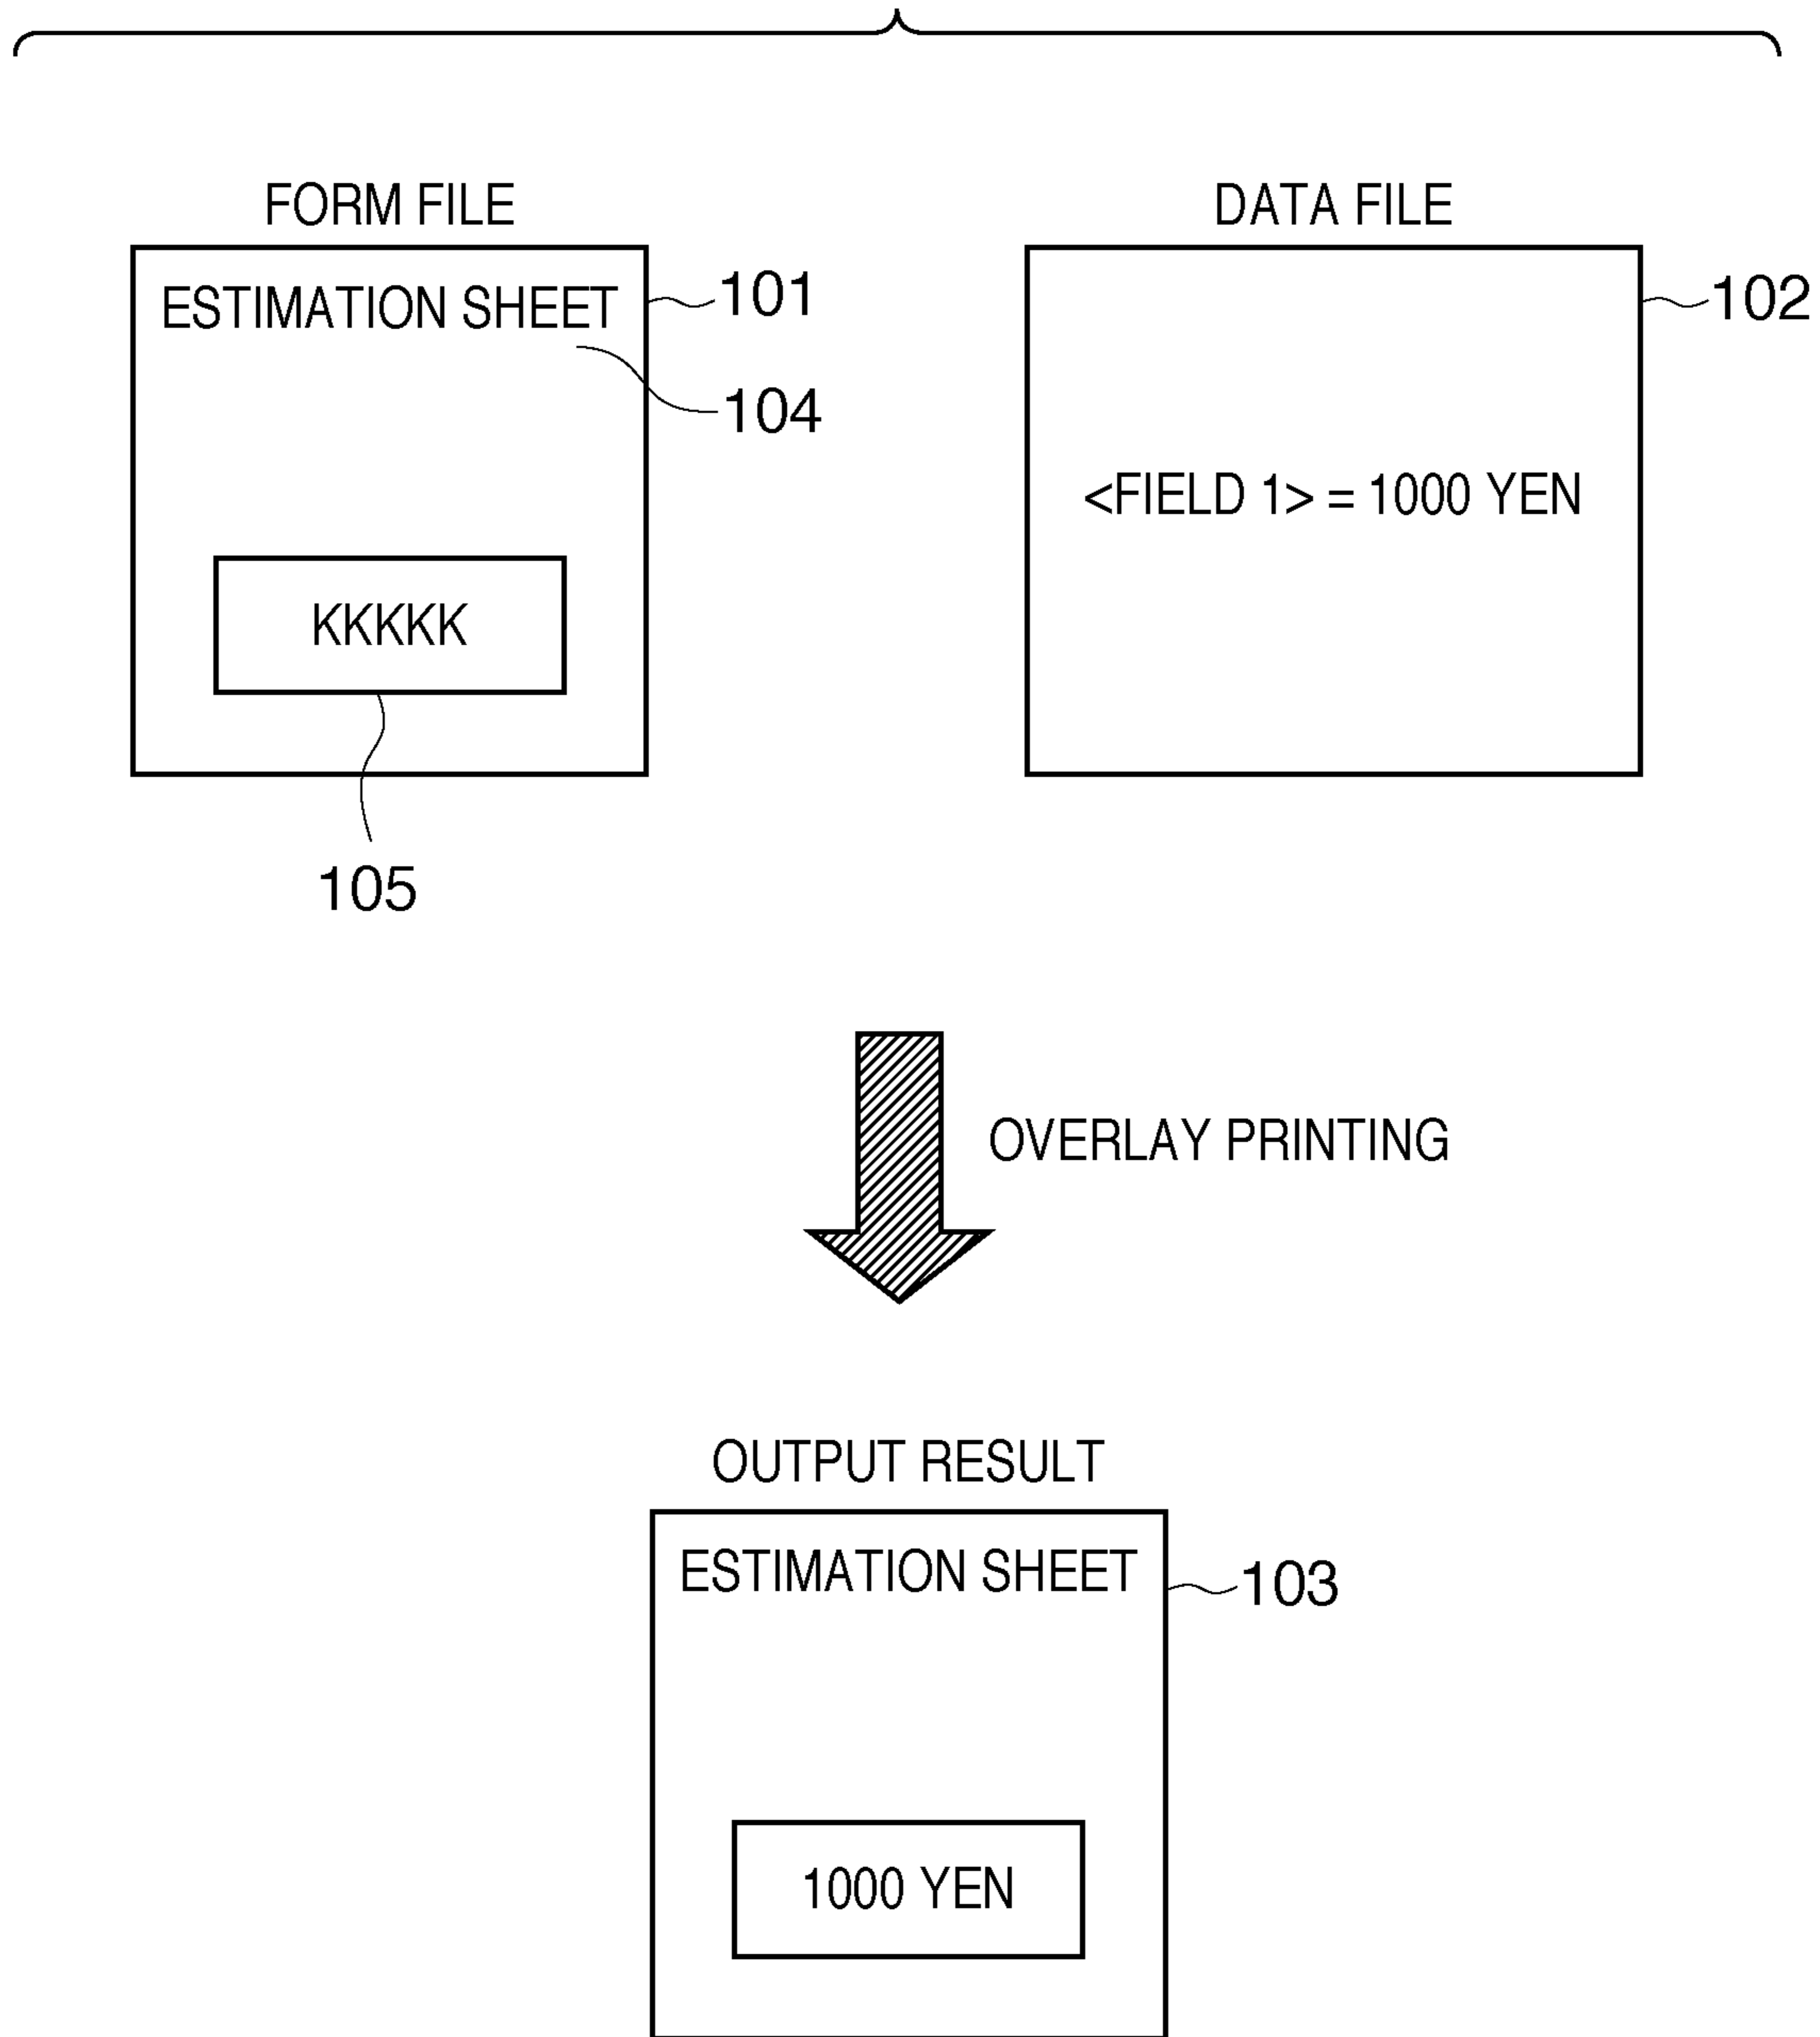 FORM FILE
ESTIMATION SHEET
101
104
KKKKK
105
DATA FILE
102
<FIELD 1> = 1000 YEN
OVERLAY PRINTING
OUTPUT RESULT
ESTIMATION SHEET
103
1000 YEN